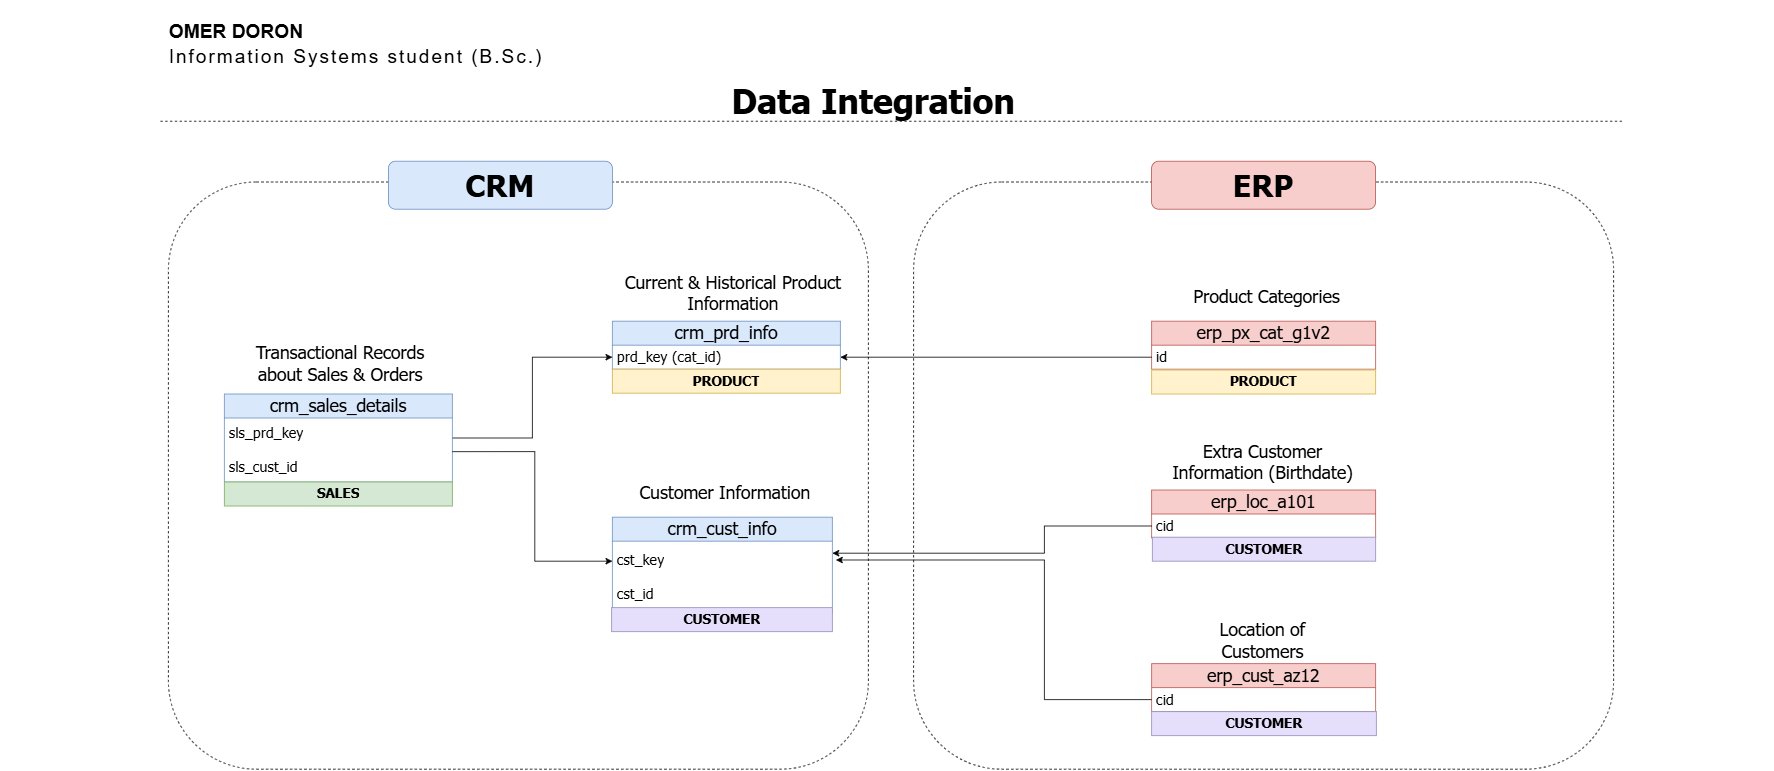 OMER DORON
Information Systems student (B.Sc.)
Data Integration
CRM
Transactional Records
about Sales & Orders
crm_sales_details
sls_prd_key
sls_cust_id
SALES
Current & Historical Product
Information
crm_prd_info
prd_key (cat_id)
PRODUCT
Customer Information
crm_cust_info
cst_key
cst_id
CUSTOMER
ERP
Product Categories
erp_px_cat_g1v2
id
PRODUCT
Extra Customer
Information (Birthdate)
erp_loc_a101
cid
CUSTOMER
Location of
Customers
erp_cust_az12
cid
CUSTOMER